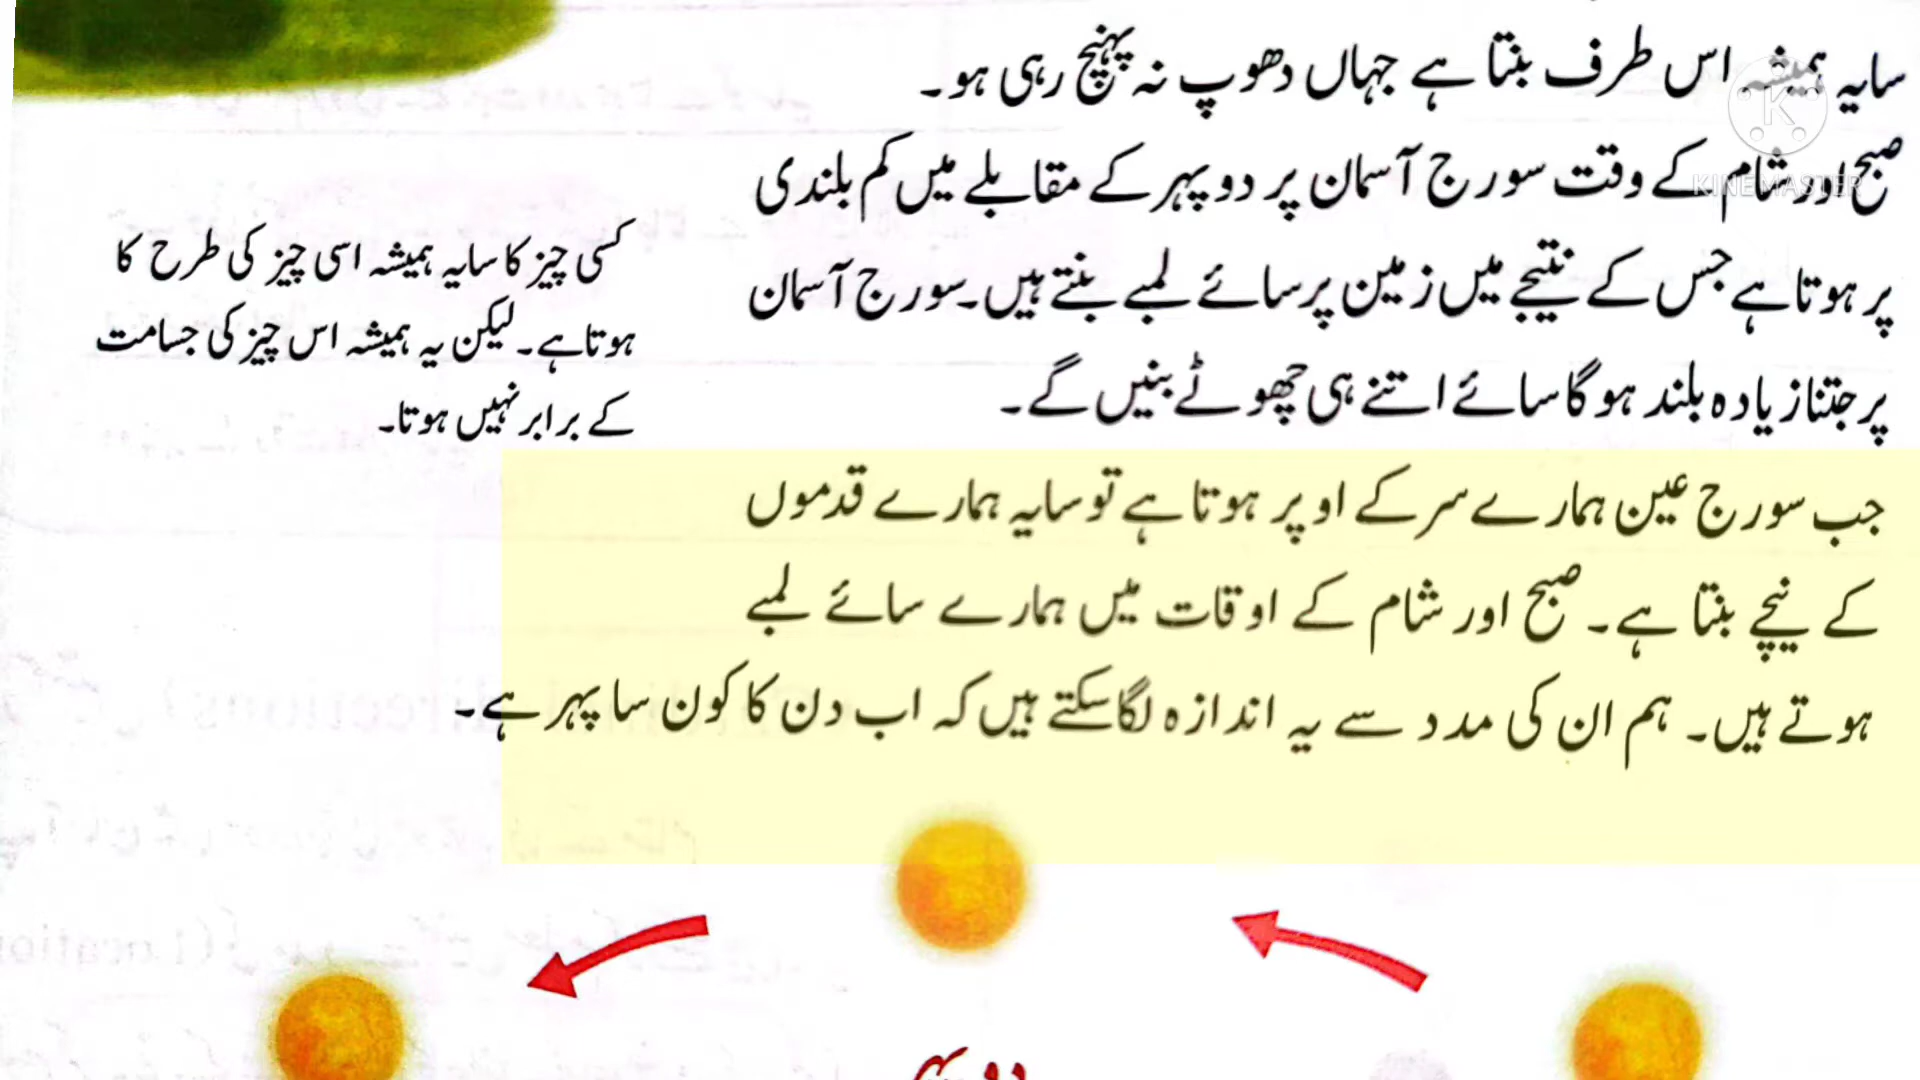 سایہ ہمیشہ اس طرف بنتا ہے جہاں دھوپ نہ پہنچ رہی ہو۔
صبح اور شام کے وقت سورج آسمان پر دوپہر کے مقابلے میں کم بلندی
پر ہوتا ہے جس کے نتیجے میں زمین پر سائے لمبے بنتے ہیں۔ سورج آسمان
پر جتنا زیادہ بلند ہوگا سائے اتنے ہی چھوٹے بنیں گے۔
کسی چیز کا سایہ ہمیشہ اسی چیز کی طرح کا
ہوتا ہے۔ لیکن یہ ہمیشہ اس چیز کی جسامت
کے برابر نہیں ہوتا۔
جب سورج عین ہمارے سر کے اوپر ہوتا ہے تو سایہ ہمارے قدموں
کے نیچے بنتا ہے۔ صبح اور شام کے اوقات میں ہمارے سائے لمبے
ہوتے ہیں۔ ہم ان کی مدد سے یہ اندازہ لگا سکتے ہیں کہ اب دن کا کون سا پہر ہے۔
دوپہر
KINEMASTER